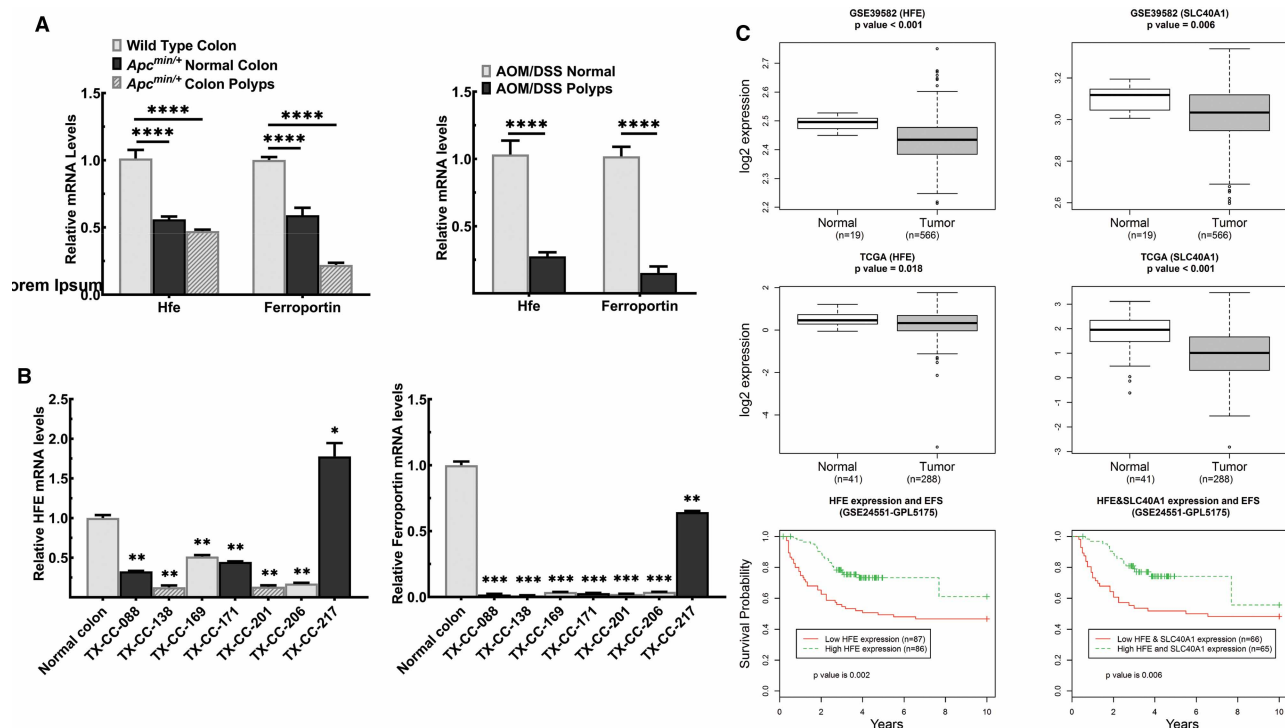 A
Wild Type Colon
Apc^min/+ Normal Colon
Apc^min/+ Colon Polyps
Relative mRNA Levels
1.5
1.0
0.5
0.0
****
****
****
****
Hfe
Ferroportin
orem Ipsum
AOM/DSS Normal
AOM/DSS Polyps
Relative mRNA levels
1.5
1.0
0.5
0.0
****
****
Hfe
Ferroportin
B
Relative HFE mRNA levels
2.5
2.0
1.5
1.0
0.5
0.0
**
**
**
**
**
**
*
Normal colon
TX-CC-088
TX-CC-138
TX-CC-169
TX-CC-171
TX-CC-201
TX-CC-206
TX-CC-217
Relative Ferroportin mRNA levels
1.5
1.0
0.5
0.0
***
***
***
***
***
***
**
Normal colon
TX-CC-088
TX-CC-138
TX-CC-169
TX-CC-171
TX-CC-201
TX-CC-206
TX-CC-217
C
GSE39582 (HFE)
p value < 0.001
log2 expression
2.7
2.6
2.5
2.4
2.3
2.2
Normal
Tumor
(n=19)
(n=566)
GSE39582 (SLC40A1)
p value = 0.006
3.2
3.0
2.8
2.6
Normal
Tumor
(n=19)
(n=566)
TCGA (HFE)
p value = 0.018
log2 expression
2
0
-2
-4
Normal
Tumor
(n=41)
(n=288)
TCGA (SLC40A1)
p value < 0.001
3
2
1
0
-1
-2
-3
Normal
Tumor
(n=41)
(n=288)
HFE expression and EFS
(GSE24551-GPL5175)
Survival Probability
1.0
0.8
0.6
0.4
0.2
0.0
Low HFE expression (n=87)
High HFE expression (n=86)
p value is 0.002
0 2 4 6 8 10
Years
HFE&SLC40A1 expression and EFS
(GSE24551-GPL5175)
1.0
0.8
0.6
0.4
0.2
0.0
Low HFE & SLC40A1 expression (n=66)
High HFE and SLC40A1 expression (n=65)
p value is 0.006
0 2 4 6 8 10
Years